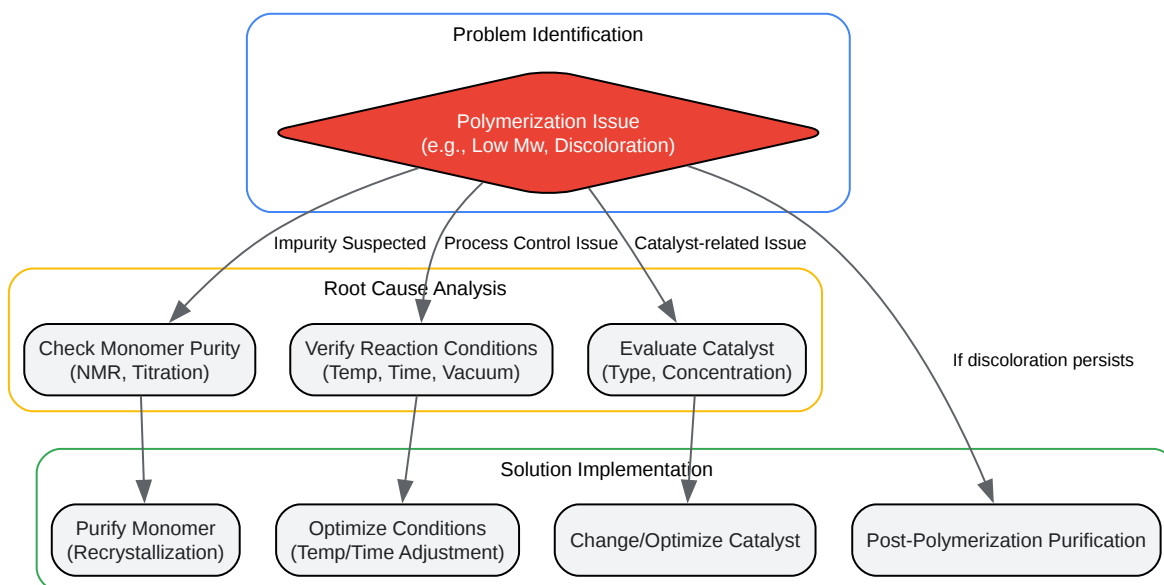 Problem Identification
Polymerization Issue
(e.g., Low Mw, Discoloration)
Impurity Suspected
Process Control Issue
Catalyst-related Issue
Root Cause Analysis
Check Monomer Purity
(NMR, Titration)
Verify Reaction Conditions
(Temp, Time, Vacuum)
Evaluate Catalyst
(Type, Concentration)
If discoloration persists
Solution Implementation
Purify Monomer
(Recrystallization)
Optimize Conditions
(Temp/Time Adjustment)
Change/Optimize Catalyst
Post-Polymerization Purification